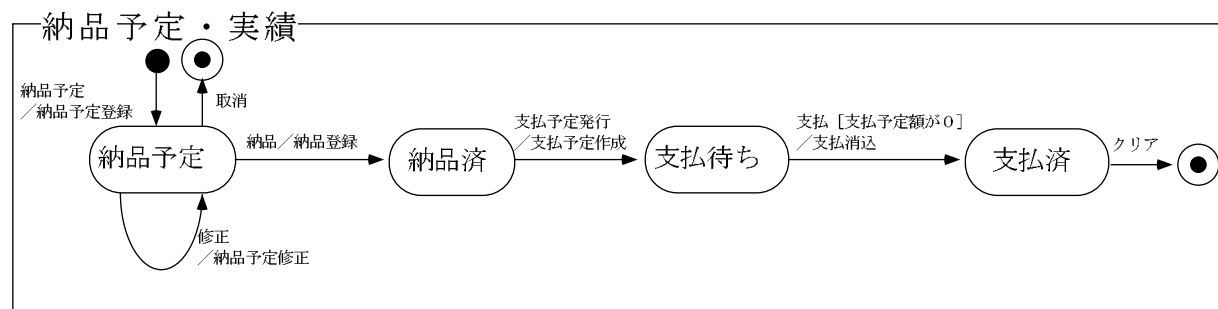 納品予定・実績
納品予定
／納品予定登録
取消
納品予定
納品／納品登録
納品済
支払予定発行
／支払予定作成
支払待ち
支払［支払予定額が０］
／支払消込
支払済
クリア
修正
／納品予定修正